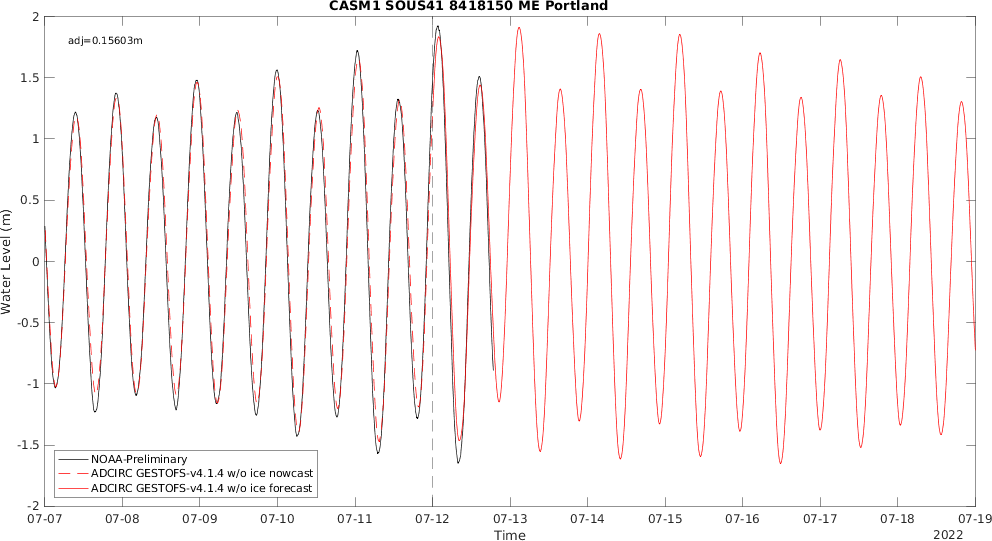 CASM1 SOUS41 8418150 ME Portland
adj=0.15603m
2
1.5
1
0.5
0
-0.5
-1
-1.5
-2
Water Level (m)
NOAA-Preliminary
ADCIRC GESTOFS-v4.1.4 w/o ice nowcast
ADCIRC GESTOFS-v4.1.4 w/o ice forecast
07-07 07-08 07-09 07-10 07-11 07-12 07-13 07-14 07-15 07-16 07-17 07-18 07-19
Time
2022